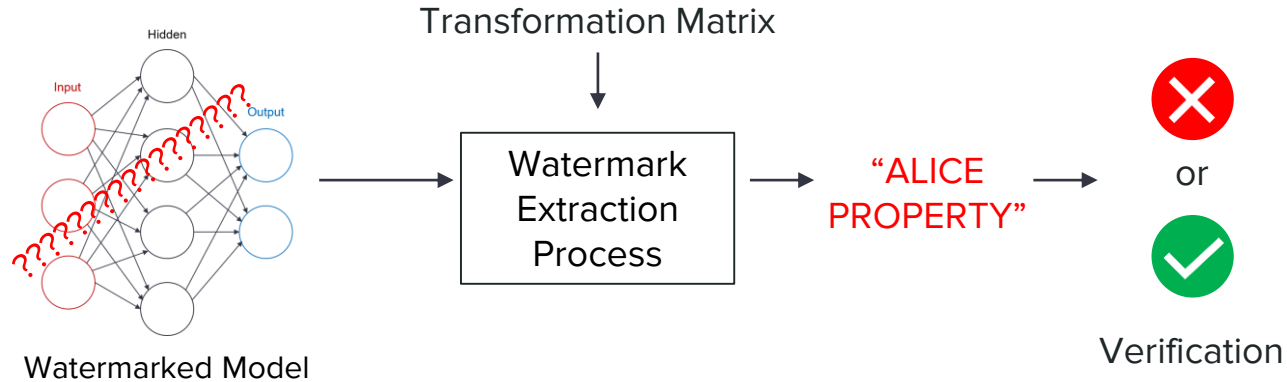 Transformation Matrix
Hidden
Input
Output
?????????????????????
Watermark
Extraction
Process
“ALICE
PROPERTY”
or
Verification
Watermarked Model